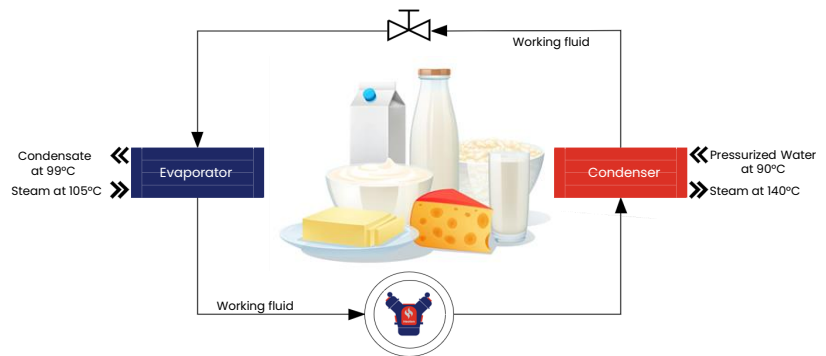 Working fluid
Condensate
at 99ºC
Steam at 105ºC
Evaporator
Condenser
Pressurized Water
at 90ºC
Steam at 140ºC
Working fluid